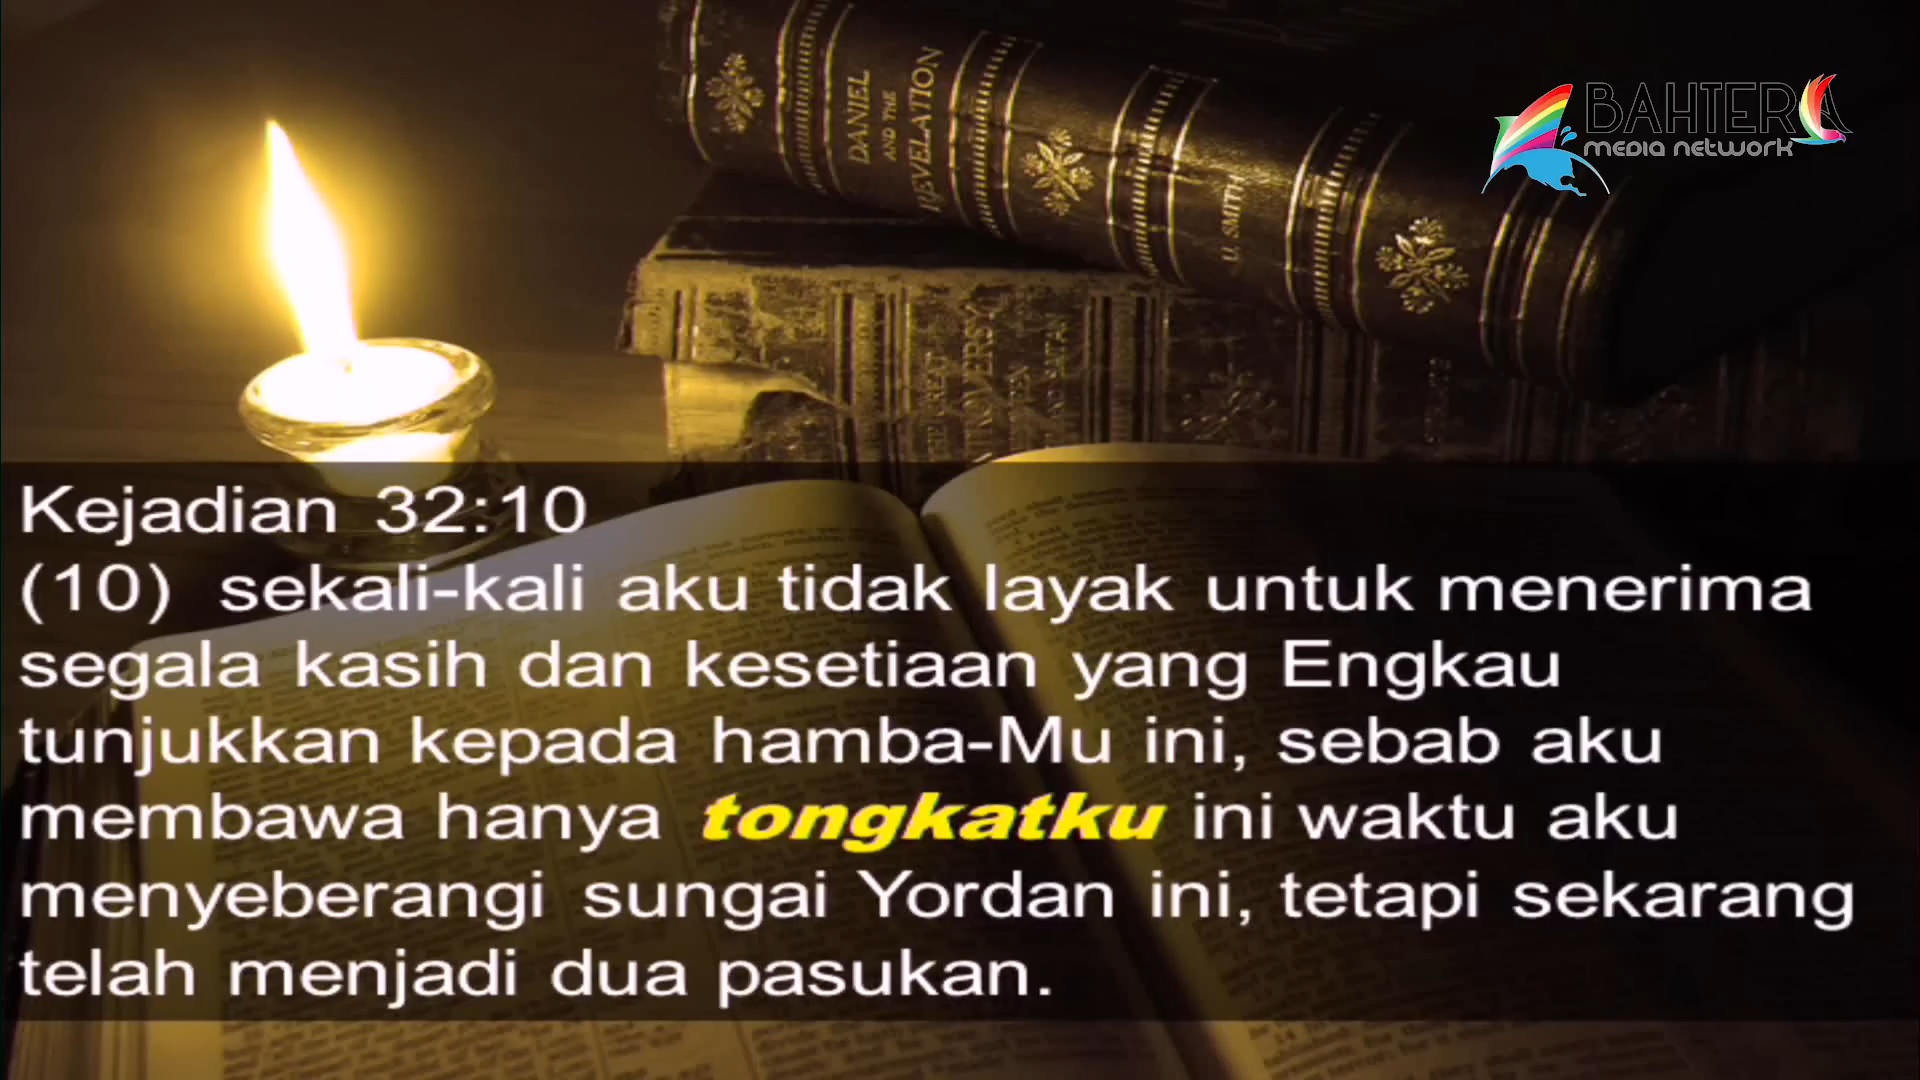 DANIEL
AND THE
REVELATION
U. SMITH
BAHTERA
MEDIA NETWORK
Kejadian 32:10
(10) sekali-kali aku tidak layak untuk menerima
segala kasih dan kesetiaan yang Engkau
tunjukkan kepada hamba-Mu ini, sebab aku
membawa hanya tongkatku ini waktu aku
menyeberangi sungai Yordan ini, tetapi sekarang
telah menjadi dua pasukan.